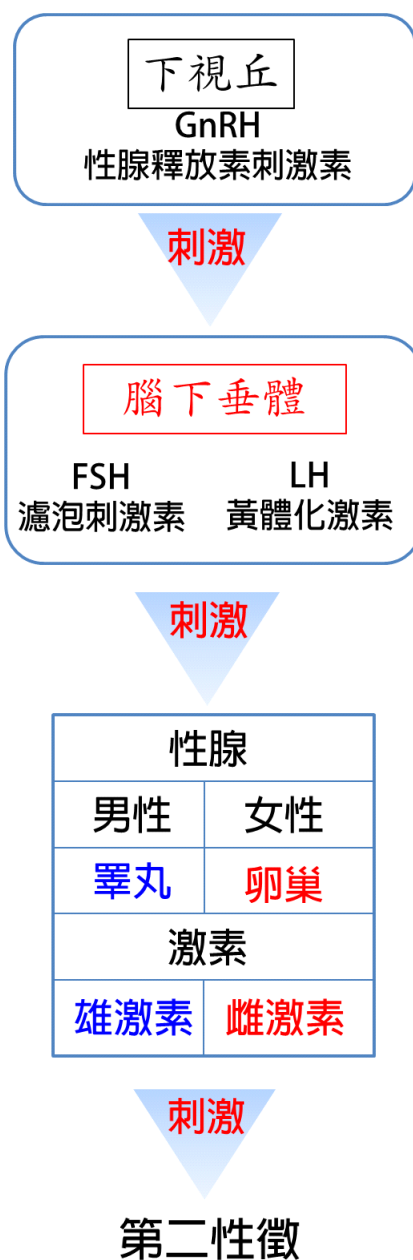 下視丘
GnRH
性腺釋放素刺激素
刺激
腦下垂體
FSH LH
濾泡刺激素 黃體化激素
刺激
性腺
男性 女性
睪丸 卵巢
激素
雄激素 雌激素
刺激
第二性徵